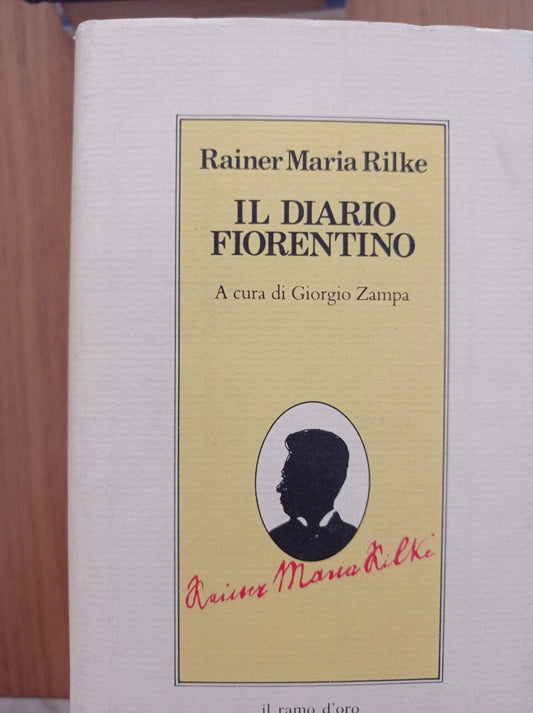 Rainer Maria Rilke
IL DIARIO
FIORENTINO
A cura di Giorgio Zampa
Rainer Maria Rilke
il ramo d'oro